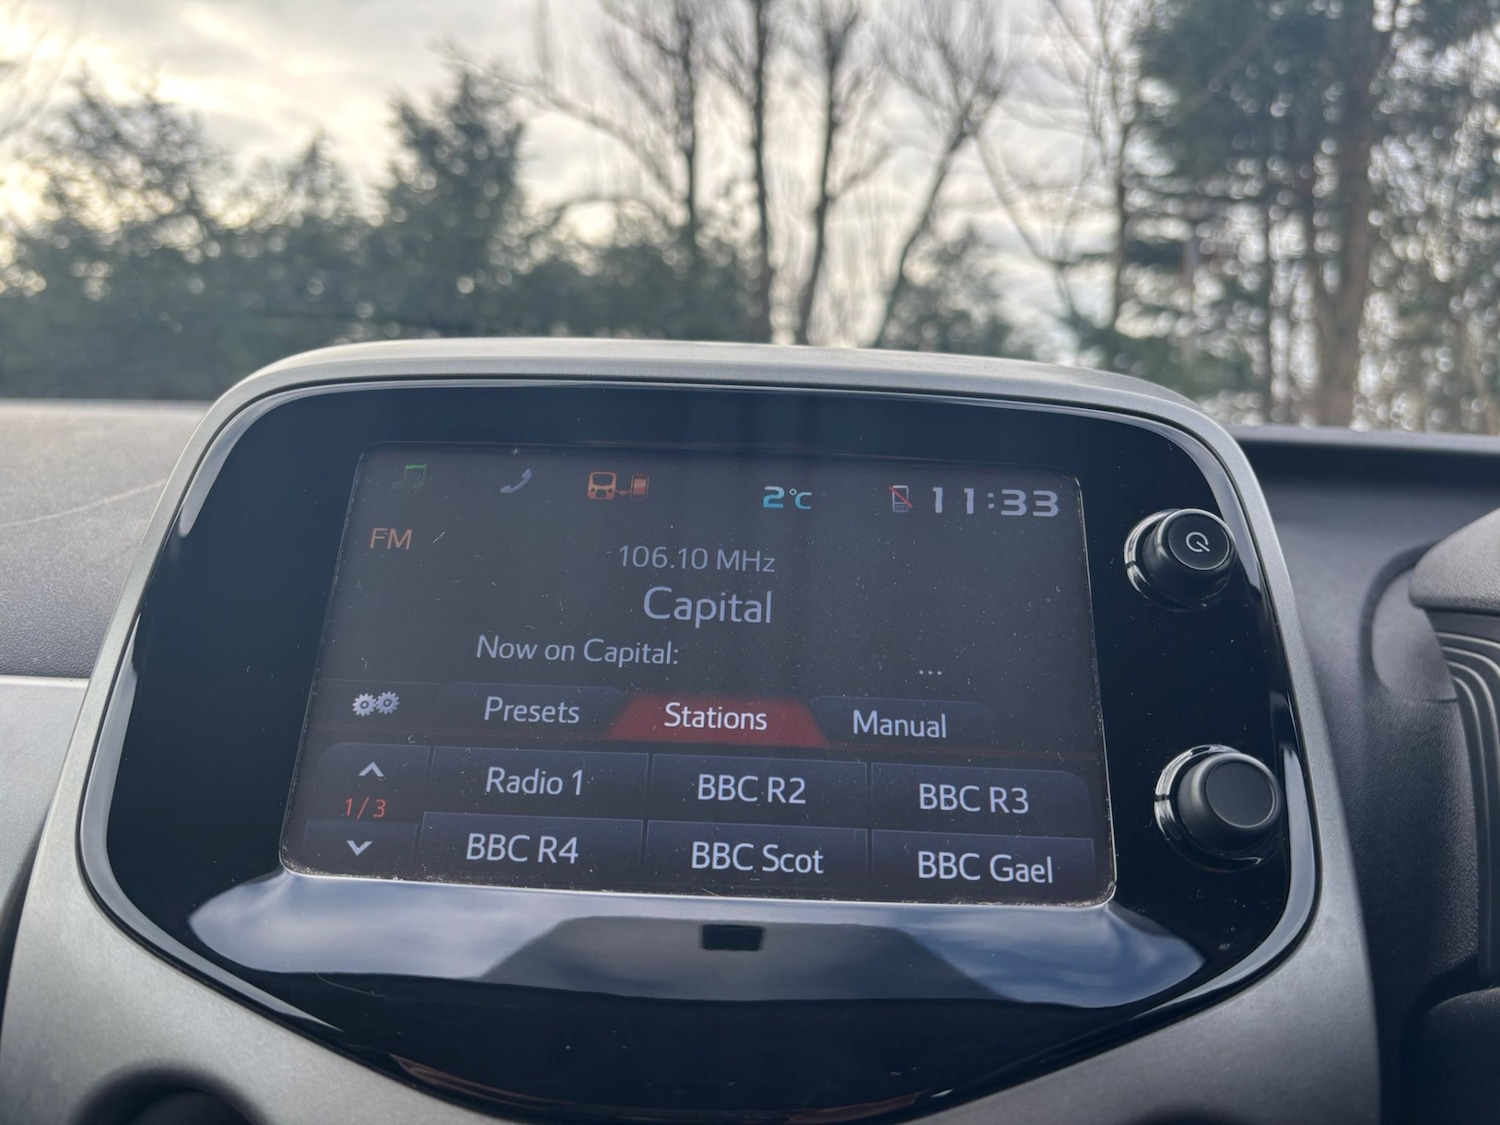 2°C 11:33
FM
106.10 MHz
Capital
Now on Capital:
...
Presets Stations Manual
Radio 1 BBC R2 BBC R3
1/3
BBC R4 BBC Scot BBC Gael